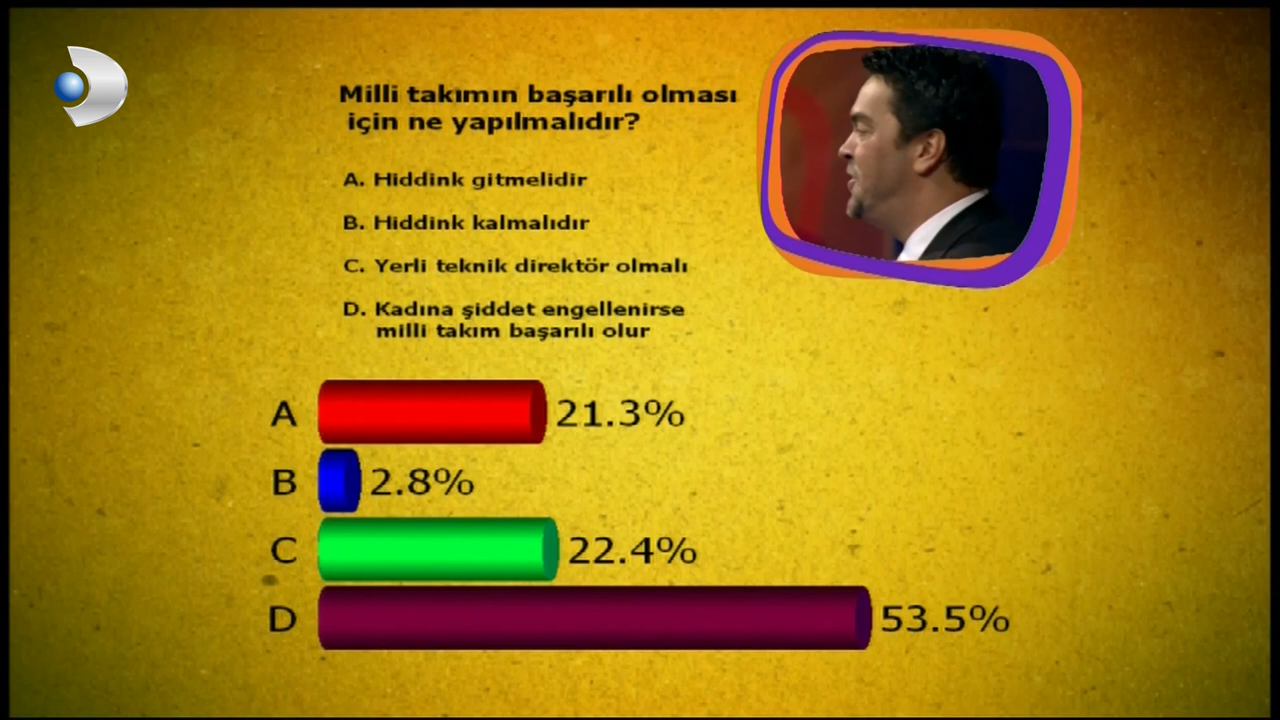 Milli takımın başarılı olması
için ne yapılmalıdır?
A. Hiddink gitmelidir
B. Hiddink kalmalıdır
C. Yerli teknik direktör olmalı
D. Kadına şiddet engellenirse
milli takım başarılı olur
A 21.3%
B 2.8%
C 22.4%
D 53.5%